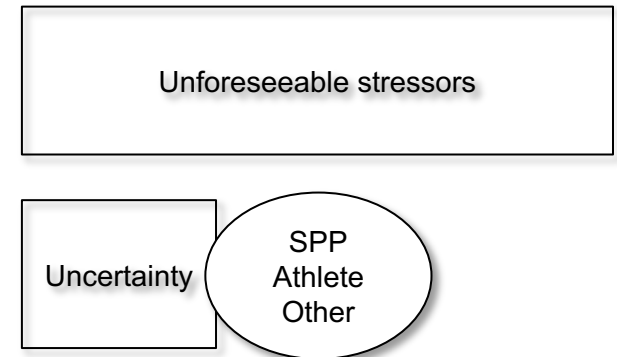 Unforeseeable stressors
Uncertainty
SPP
Athlete
Other